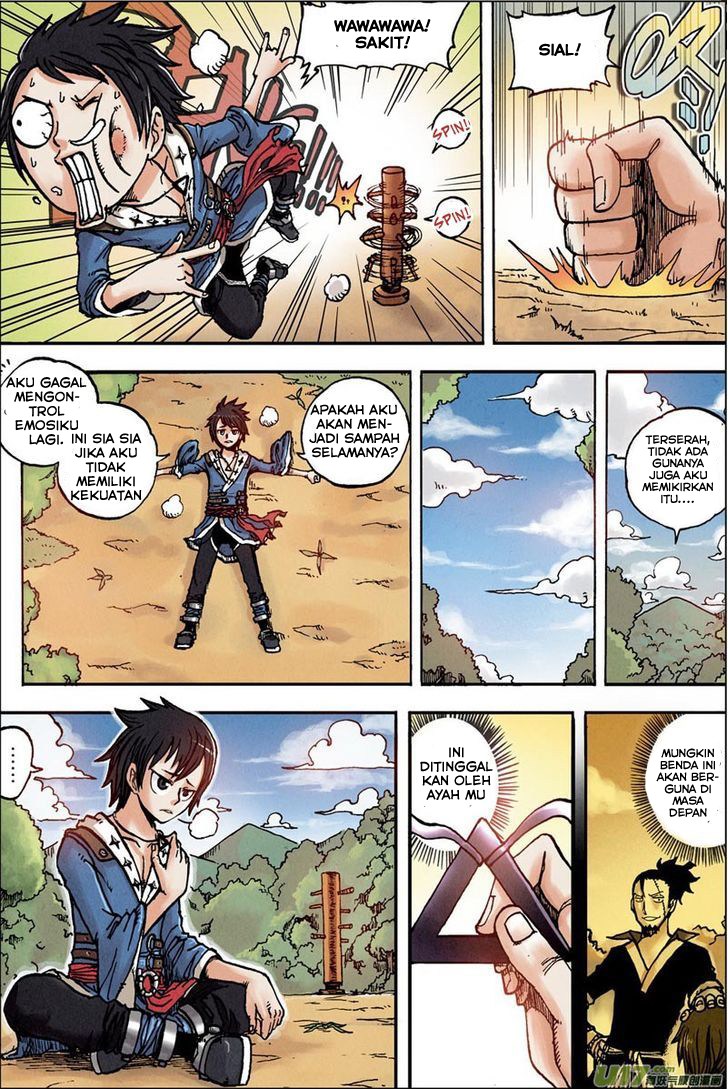 WAWAWAWA!
SAKIT!
SIAL!
SPIN!
SPIN!
AKU GAGAL
MENGON-
TROL
EMOSIKU
LAGI.
INI SIA SIA
JIKA AKU
TIDAK
MEMILIKI
KEKUATAN
APAKAH AKU
AKAN MEN-
JADI SAMPAH
SELAMANYA?
TERSERAH,
TIDAK ADA
GUNANYA
JUGA AKU
MEMIKIRKAN
ITU....
......
INI
DITINGGAL
KAN OLEH
AYAH MU
MUNGKIN
BENDA INI
AKAN BER-
GUNA DI
MASA
DEPAN
U17.com